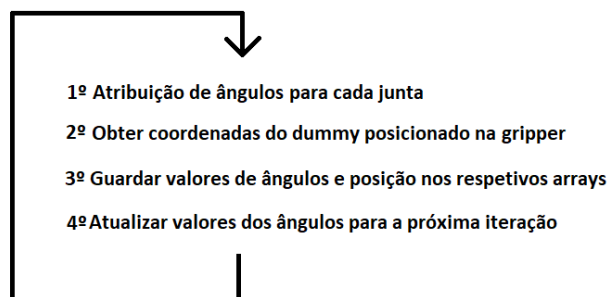 1º Atribuição de ângulos para cada junta
2º Obter coordenadas do dummy posicionado na gripper
3º Guardar valores de ângulos e posição nos respetivos arrays
4º Atualizar valores dos ângulos para a próxima iteração